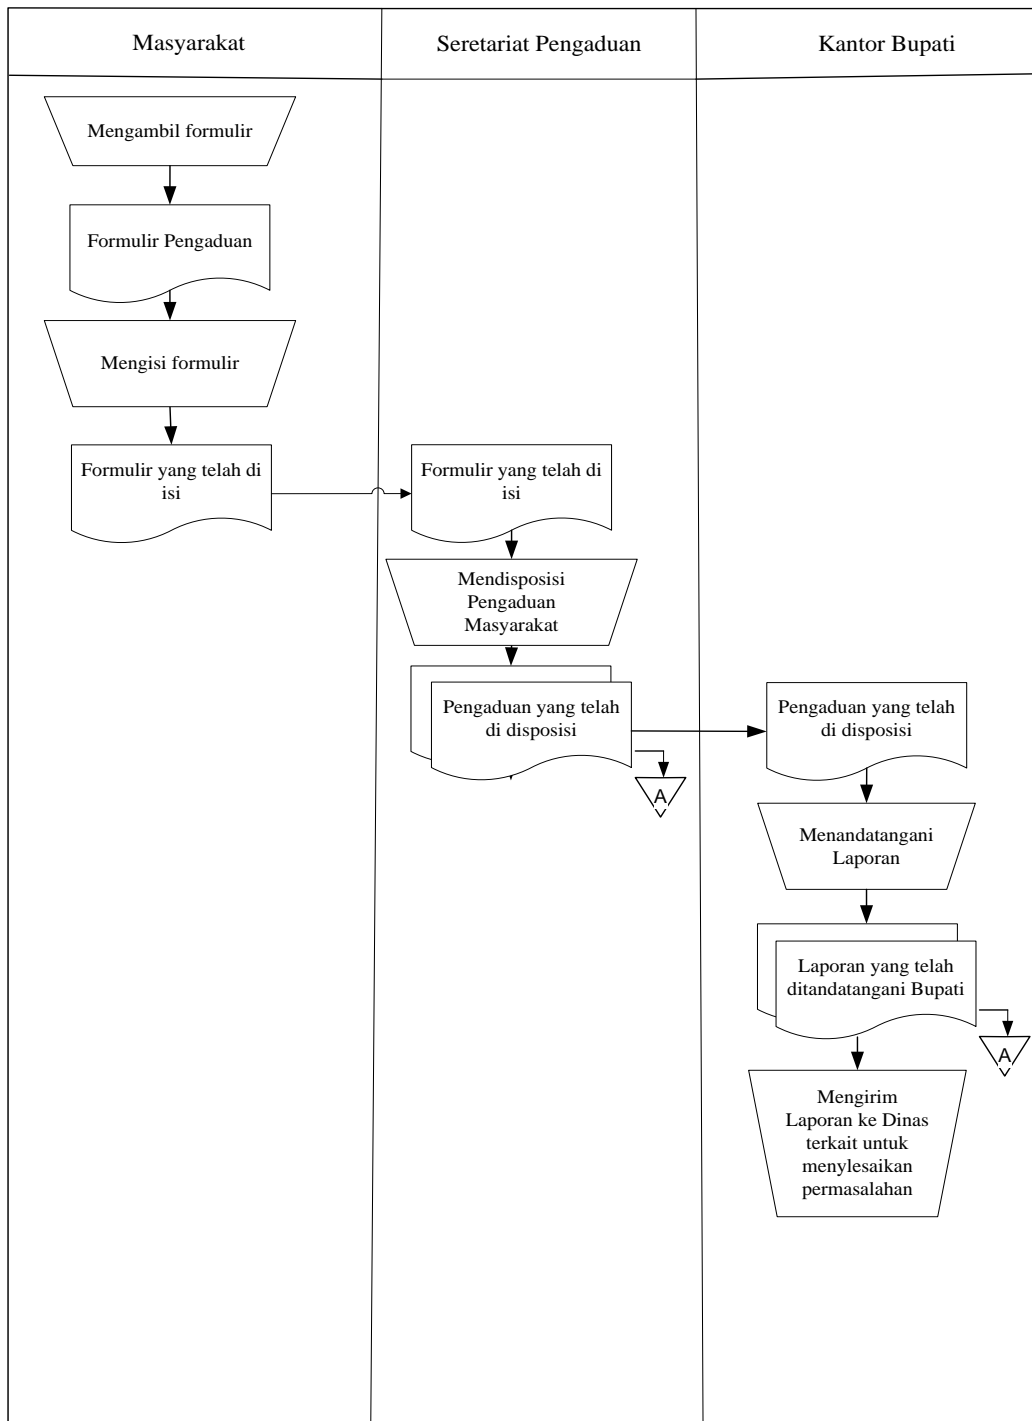 Masyarakat
Seretariat Pengaduan
Kantor Bupati
Mengambil formulir
Formulir Pengaduan
Mengisi formulir
Formulir yang telah di
isi
Formulir yang telah di
isi
Mendisposisi
Pengaduan
Masyarakat
Pengaduan yang telah
di disposisi
A
Pengaduan yang telah
di disposisi
Menandatangani
Laporan
Laporan yang telah
ditandatangani Bupati
A
Mengirim
Laporan ke Dinas
terkait untuk
menylesaikan
permasalahan